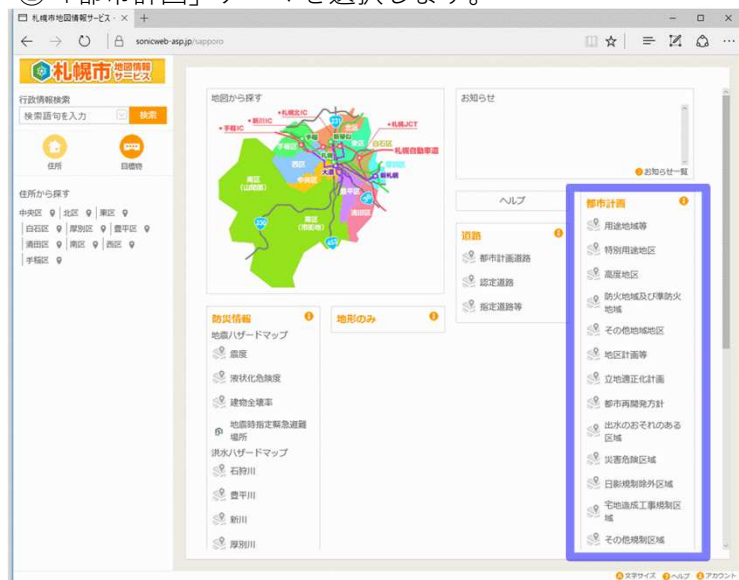 ②「都市計画」テーマを選択します。
札幌市地図情報サービス - ×
sonicweb-asp.jp/sapporo
札幌市 地図情報サービス
行政情報検索
検索語句を入力 検索
住所 目標物
住所から探す
中央区 北区 東区
白石区 厚別区 豊平区
清田区 南区 西区
手稲区
地図から探す
札幌北IC
新川IC
手稲IC
札幌JCT
札幌自動車道
手稲区
北区
東区
白石区
西区
中央区
大通
新札幌
豊平区
清田区
南区
(山間部)
南区
(市街地)
お知らせ
お知らせ一覧
ヘルプ
道路
都市計画道路
認定道路
指定道路等
防災情報
地震ハザードマップ
震度
液状化危険度
建物全壊率
地震時指定緊急避難
場所
洪水ハザードマップ
石狩川
豊平川
新川
厚別川
地形のみ
都市計画
用途地域等
特別用途地区
高度地区
防火地域及び準防火
地域
その他地域地区
地区計画等
立地適正化計画
都市再開発方針
出水のおそれのある
区域
災害危険区域
日影規制除外区域
宅地造成工事規制区
域
その他規制区域
文字サイズ ヘルプ アカウント